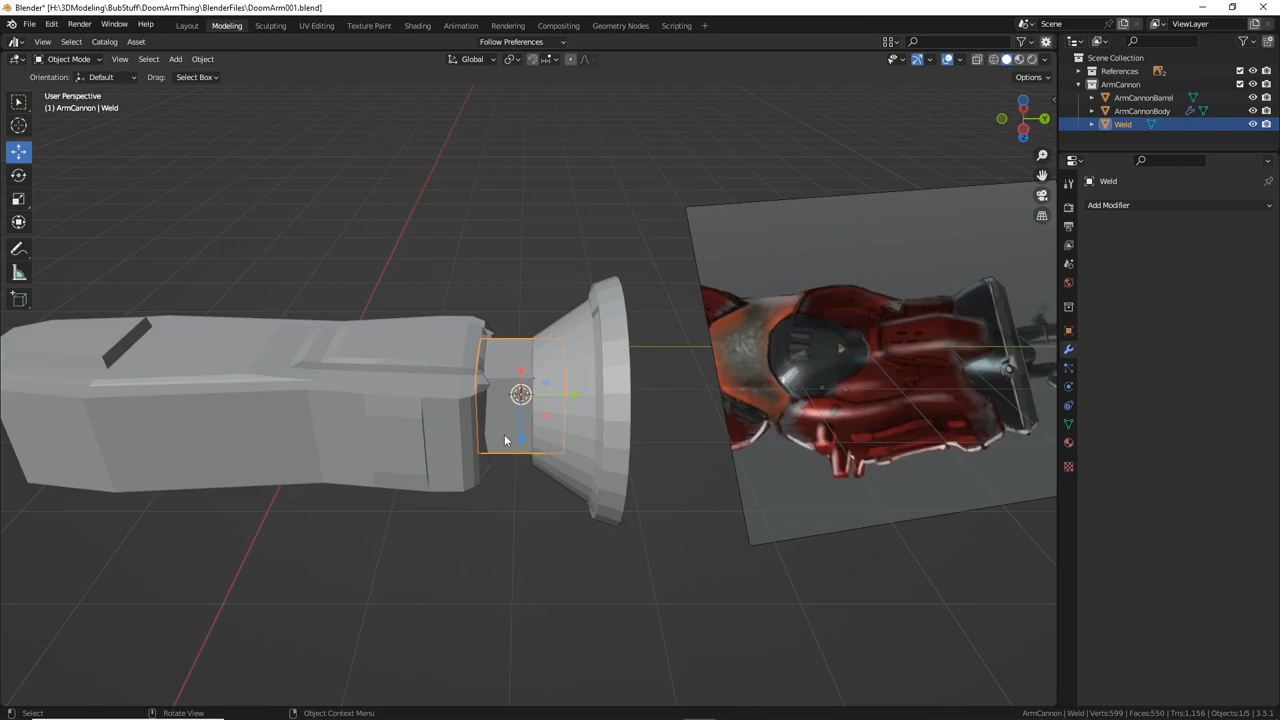 Blender* [H:\3DModeling\BubStuff\DoomArmThing\BlenderFiles\DoomArm001.blend]
File Edit Render Window Help Layout Modeling Sculpting UV Editing Texture Paint Shading Animation Rendering Compositing Geometry Nodes Scripting + Scene ViewLayer
View Select Catalog Asset Follow Preferences
Object Mode View Select Add Object Global
Orientation: Default Drag: Select Box Options
User Perspective
(1) ArmCannon | Weld
Scene Collection
References 2
ArmCannon
ArmCannonBarrel
ArmCannonBody
Weld
Weld
Add Modifier
X
Y
Z
Select Rotate View Object Context Menu ArmCannon | Weld | Verts:599 | Faces:550 | Tris:1,156 | Objects:1/5 | 3.5.1